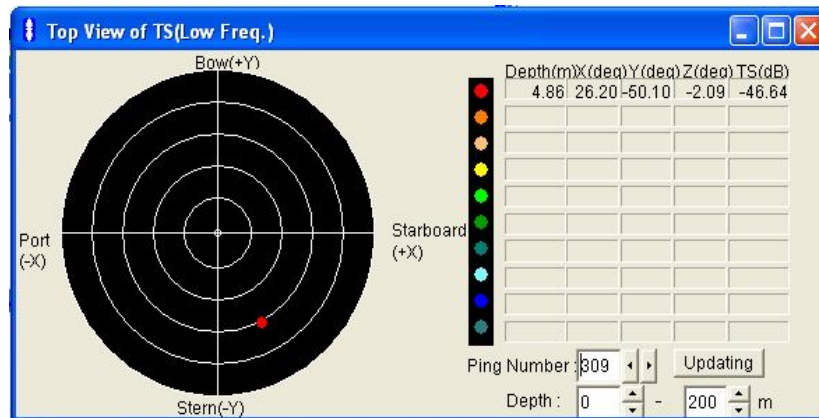 Top View of TS(Low Freq.)
Bow(+Y)
Port
(-X)
Starboard
(+X)
Stern(-Y)
Depth(m) X(deg) Y(deg) Z(deg) TS(dB)
4.86 26.20 -50.10 -2.09 -46.64
Ping Number : 309 Updating
Depth : 0 - 200 m